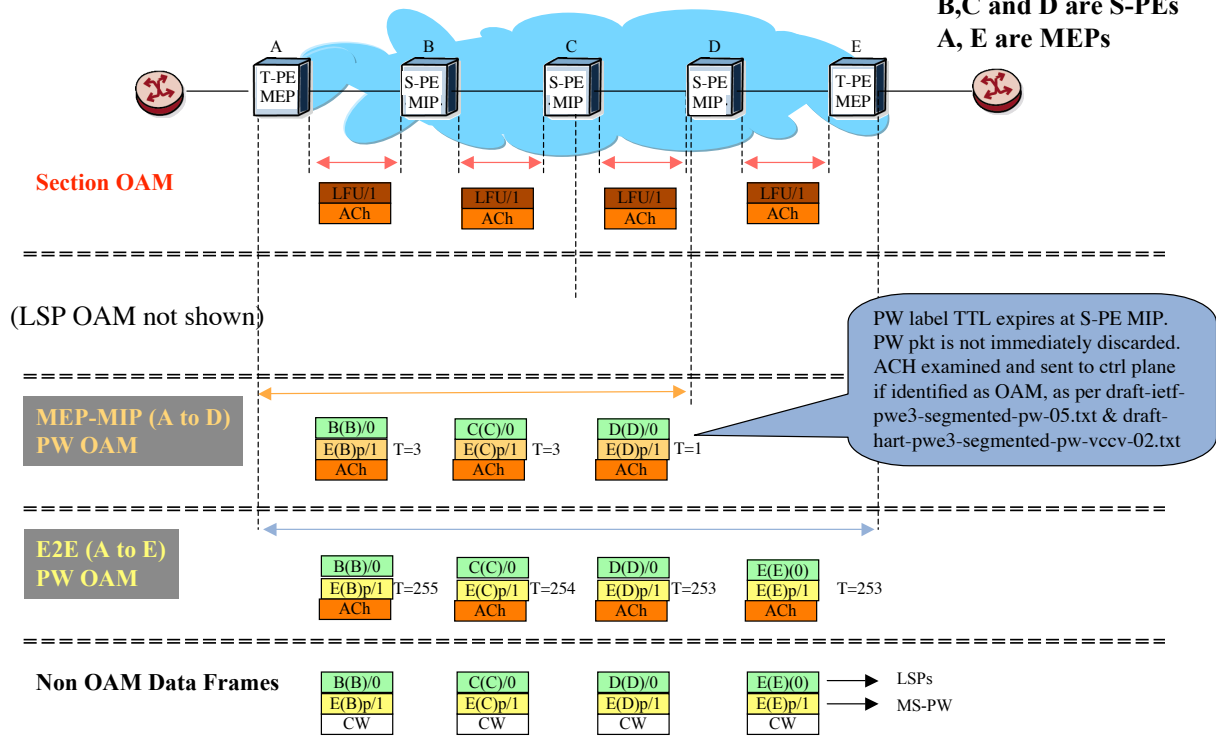 B,C and D are S-PEs
A, E are MEPs
A
B
C
D
E
T-PE
MEP
S-PE
MIP
S-PE
MIP
S-PE
MIP
T-PE
MEP
Section OAM
LFU/1
ACh
LFU/1
ACh
LFU/1
ACh
LFU/1
ACh
(LSP OAM not shown)
PW label TTL expires at S-PE MIP.
PW pkt is not immediately discarded.
ACH examined and sent to ctrl plane
if identified as OAM, as per draft-ietf-
pwe3-segmented-pw-05.txt & draft-
hart-pwe3-segmented-pw-vccv-02.txt
MEP-MIP (A to D)
PW OAM
B(B)/0
E(B)p/1 T=3
ACh
C(C)/0
E(C)p/1 T=3
ACh
D(D)/0
E(D)p/1 T=1
ACh
E2E (A to E)
PW OAM
B(B)/0
E(B)p/1 T=255
ACh
C(C)/0
E(C)p/1 T=254
ACh
D(D)/0
E(D)p/1 T=253
ACh
E(E)(0)
E(E)p/1 T=253
ACh
Non OAM Data Frames
B(B)/0
E(B)p/1
CW
C(C)/0
E(C)p/1
CW
D(D)/0
E(D)p/1
CW
E(E)(0)
E(E)p/1
CW
LSPs
MS-PW